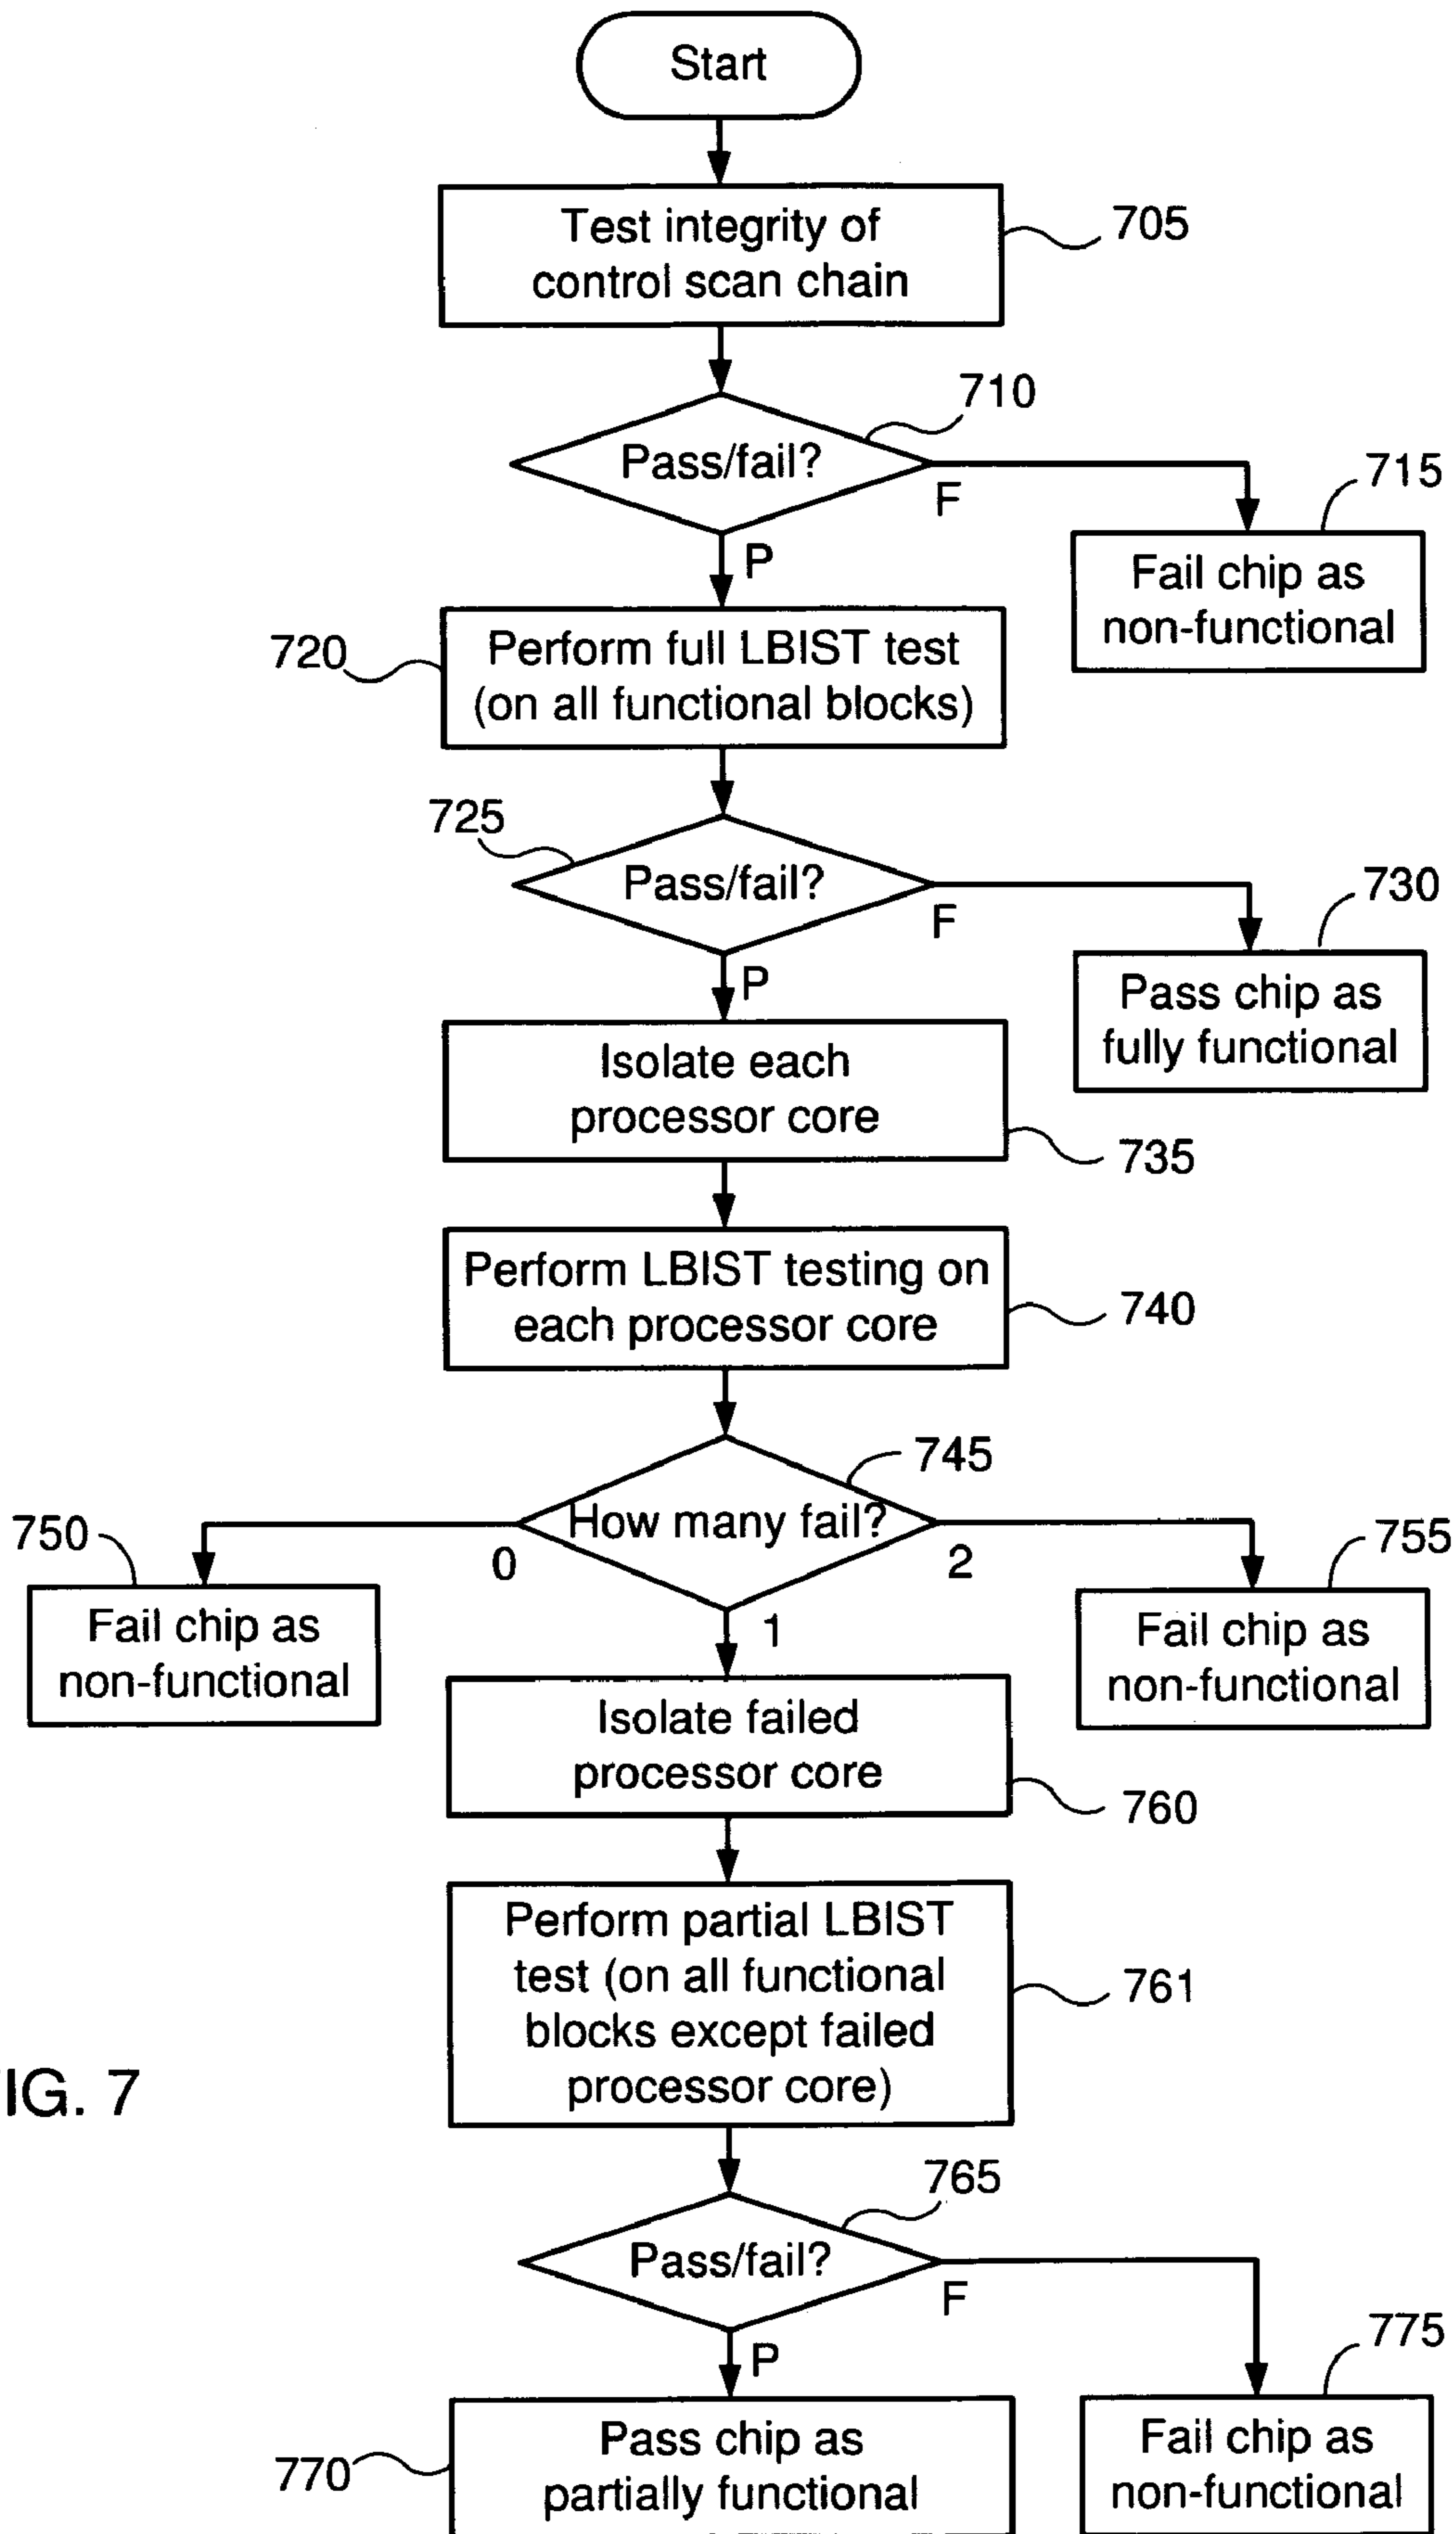 Start
Test integrity of
control scan chain
705
710
Pass/fail?
F
P
715
Fail chip as
non-functional
720
Perform full LBIST test
(on all functional blocks)
725
Pass/fail?
F
P
730
Pass chip as
fully functional
Isolate each
processor core
735
Perform LBIST testing on
each processor core
740
745
How many fail?
0
2
1
750
Fail chip as
non-functional
755
Fail chip as
non-functional
Isolate failed
processor core
760
Perform partial LBIST
test (on all functional
blocks except failed
processor core)
761
IG. 7
765
Pass/fail?
F
P
770
Pass chip as
partially functional
775
Fail chip as
non-functional